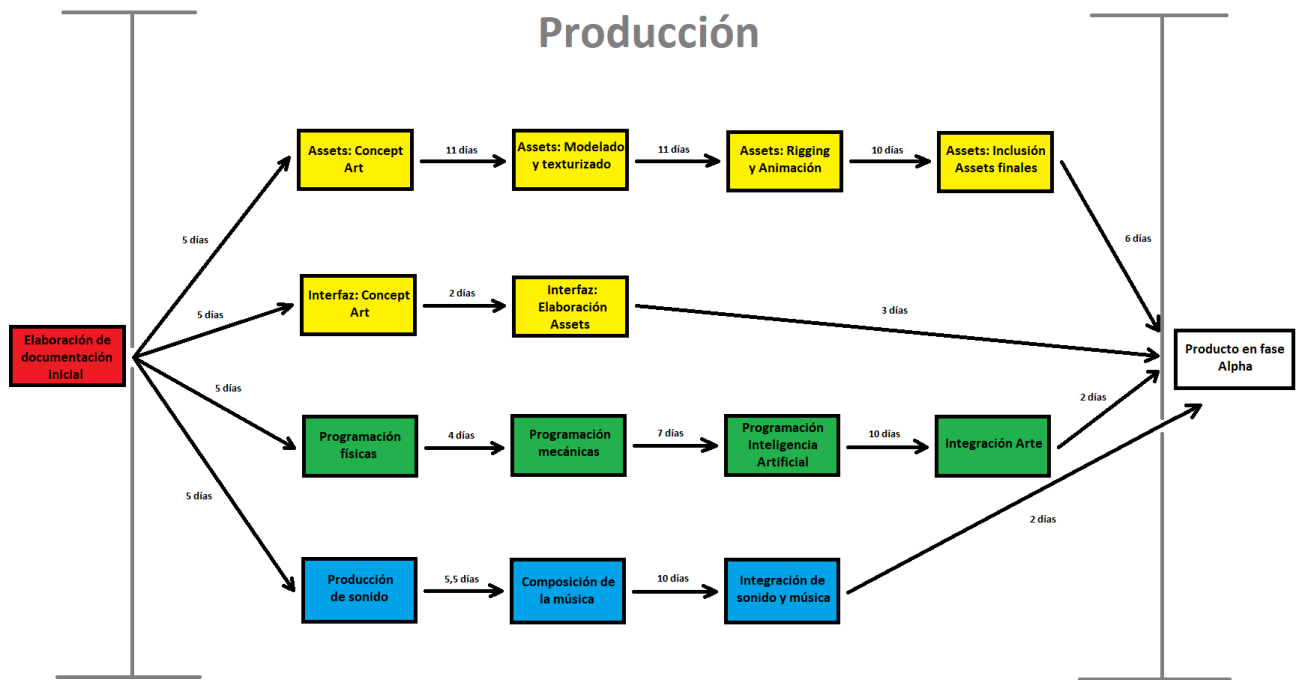 Producción
Assets: Concept
Art
11 días
Assets: Modelado
y texturizado
11 días
Assets: Rigging
y Animación
10 días
Assets: Inclusión
Assets finales
5 días
6 días
Interfaz: Concept
Art
2 días
Interfaz:
Elaboración
Assets
3 días
5 días
Elaboración de
documentación
inicial
Producto en fase
Alpha
5 días
2 días
Programación
físicas
4 días
Programación
mecánicas
7 días
Programación
Inteligencia
Artificial
10 días
Integración Arte
5 días
2 días
Producción
de sonido
5,5 días
Composición de
la música
10 días
Integración de
sonido y música